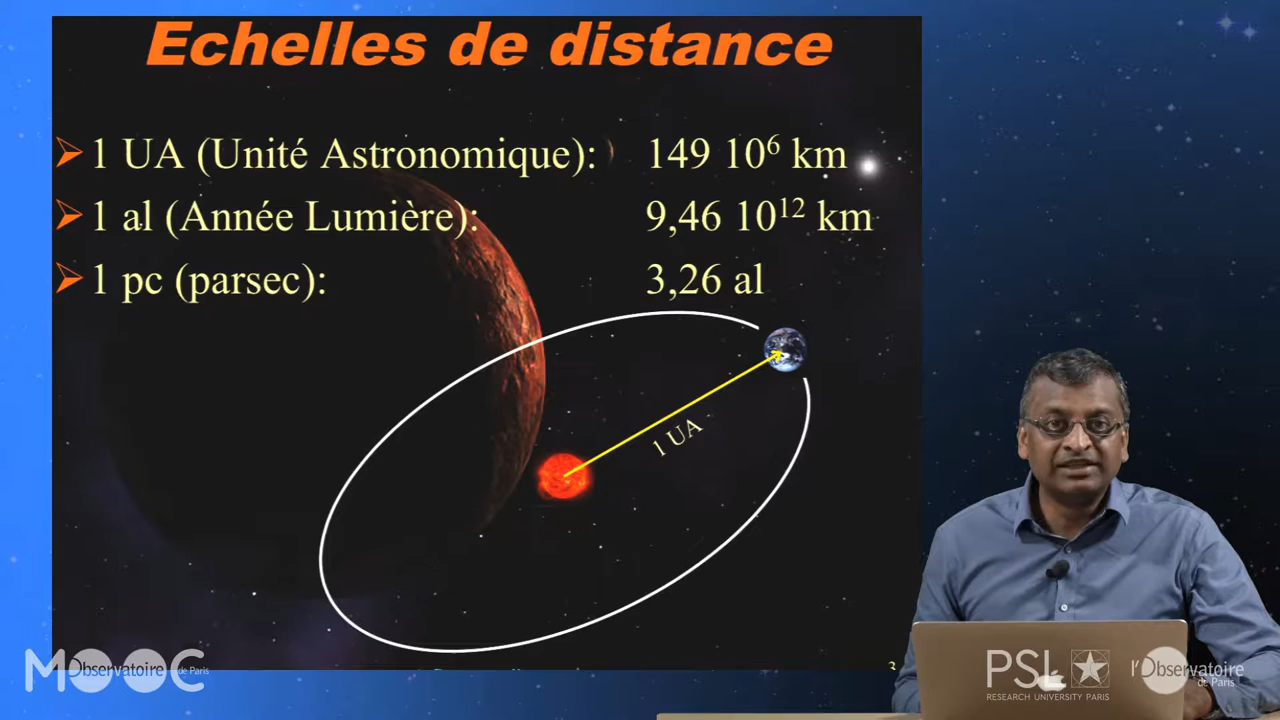 Echelles de distance
1 UA (Unité Astronomique): 149 10⁶ km
1 al (Année Lumière): 9,46 10¹² km
1 pc (parsec): 3,26 al
1 UA
3
MOOC
l'Observatoire de Paris
PSL
RESEARCH UNIVERSITY PARIS
l'Observatoire
de Paris